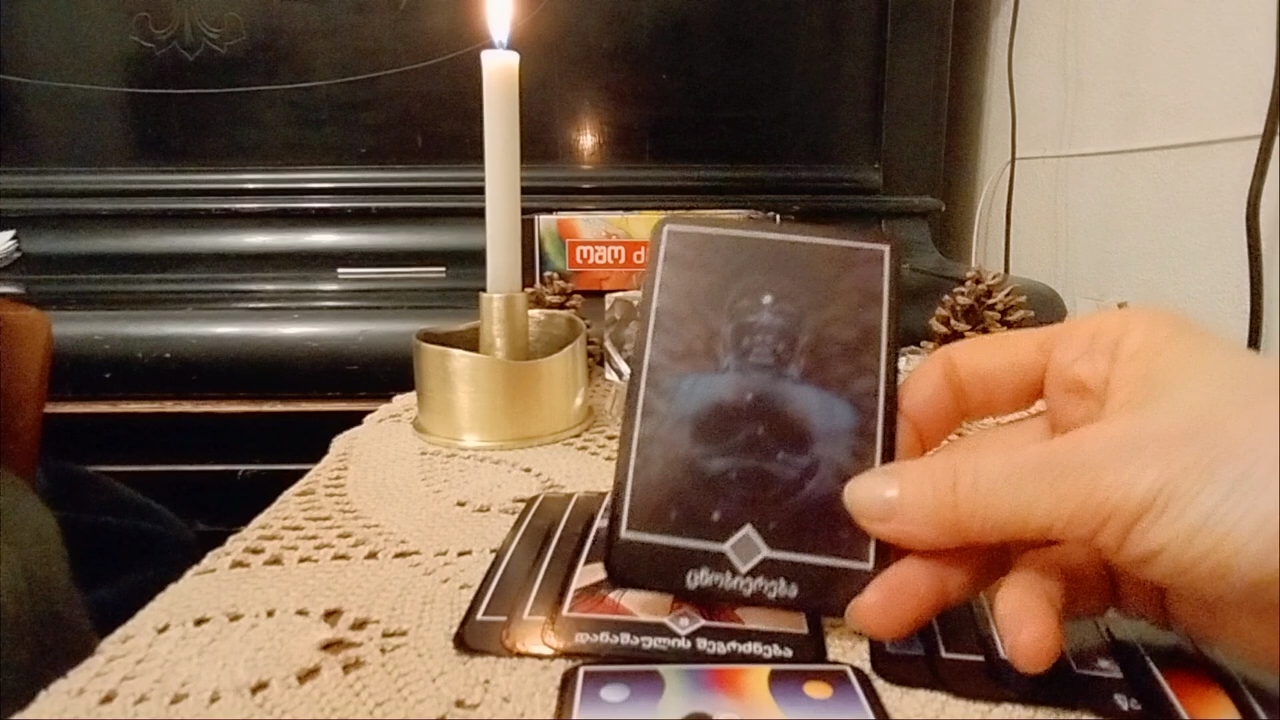 ოშო
ცნობიერება
დანაშაულის შეგრძნება